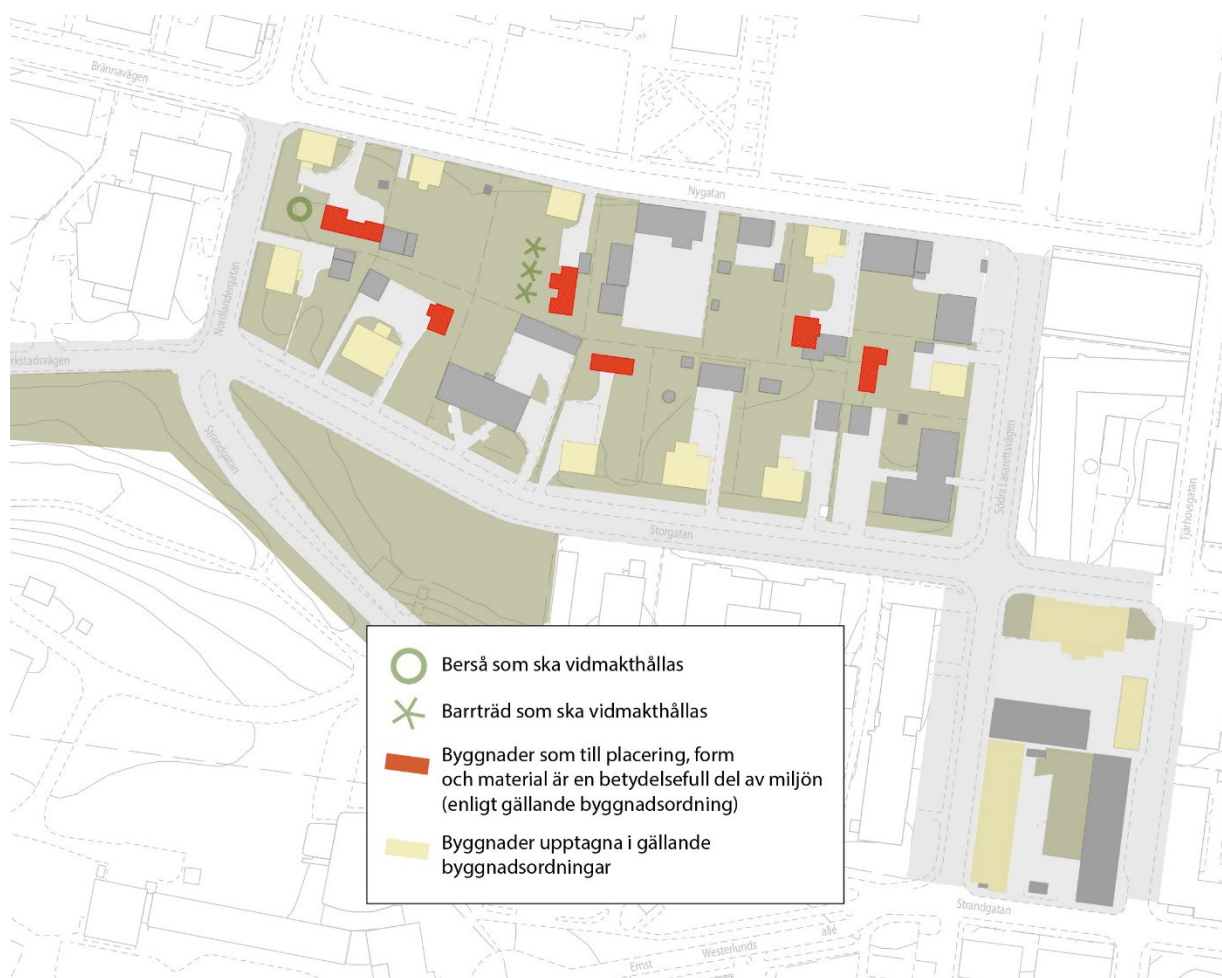 Brännavägen
Nygatan
Nordlandergatan
rkstadsvägen
Strandgatan
Storgatan
Södra Lasarettsvägen
Tjärhovsgatan
Berså som ska vidmakthållas
Barrträd som ska vidmakthållas
Byggnader som till placering, form
och material är en betydelsefull del av miljön
(enligt gällande byggnadsordning)
Byggnader upptagna i gällande
byggnadsordningar
Strandgatan
Ernst Westerlunds allé